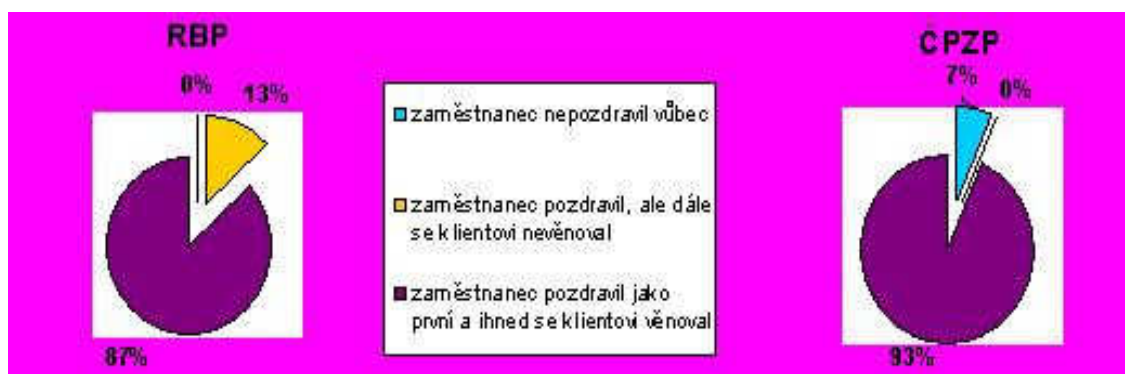 RBP
0%
13%
87%
zaměstnanec nepozdravil vůbec
zaměstnanec pozdravil, ale dále
se klientovi nevěnoval
zaměstnanec pozdravil jako
první a ihned se klientovi věnoval
ČPZP
7%
0%
93%